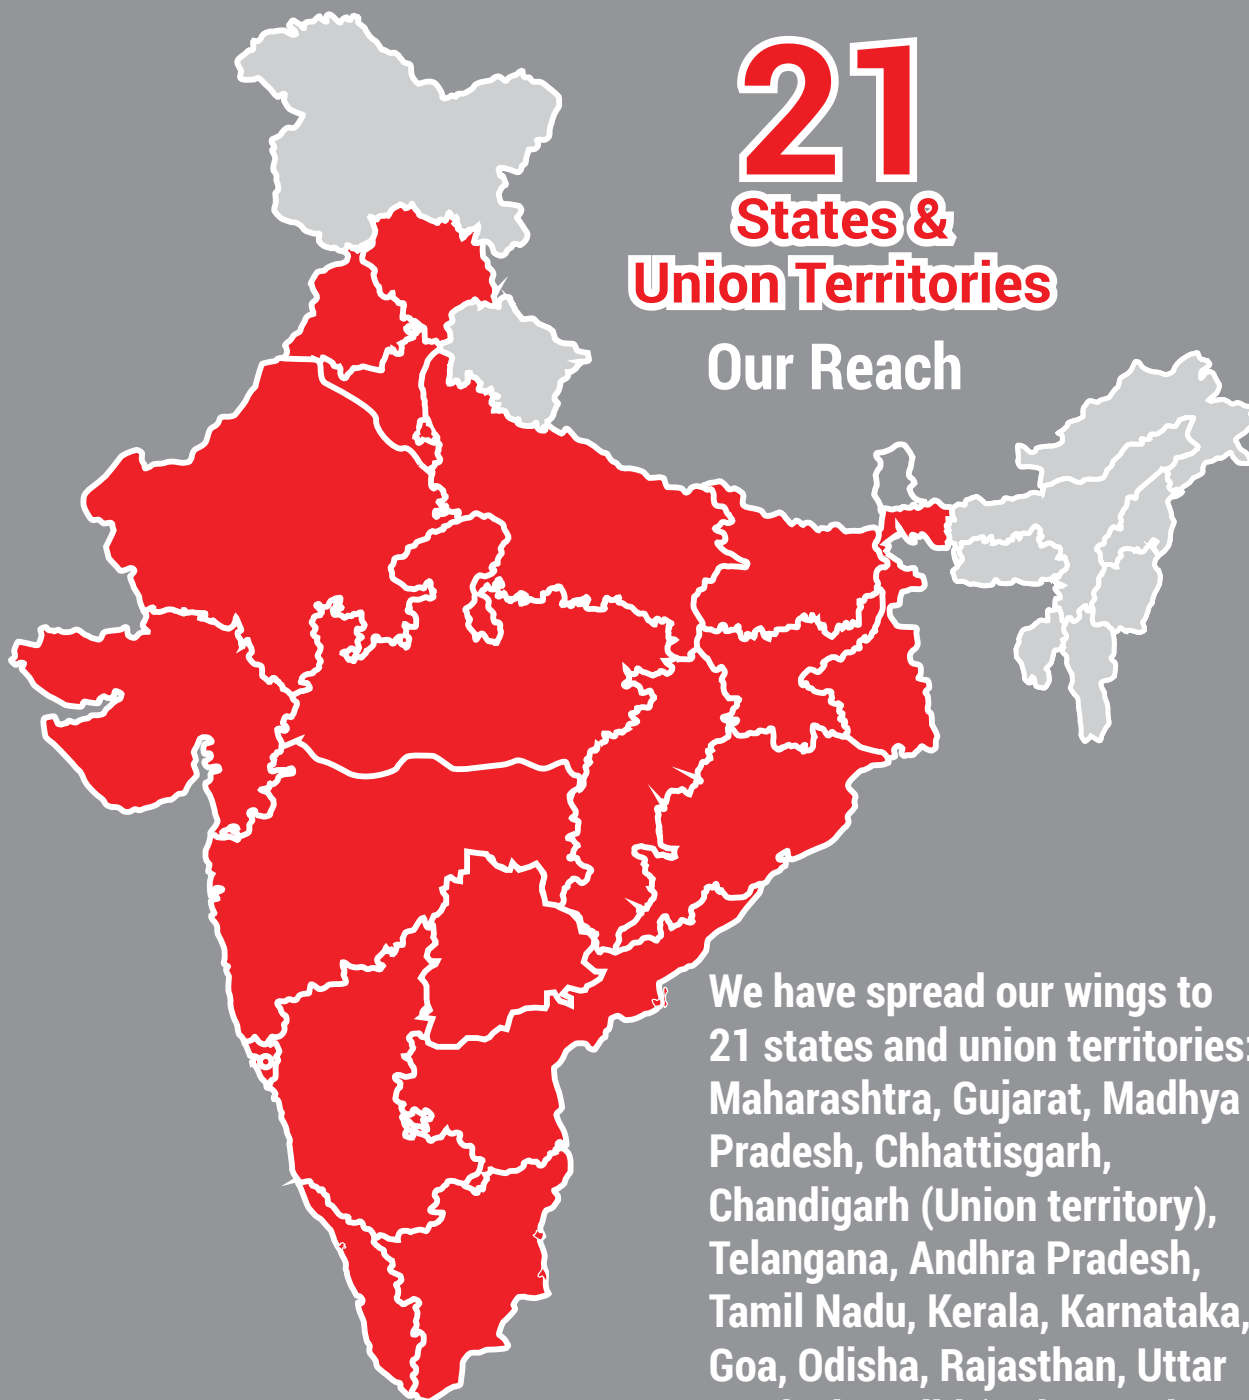 21
States &
Union Territories
Our Reach
We have spread our wings to
21 states and union territories:
Maharashtra, Gujarat, Madhya
Pradesh, Chhattisgarh,
Chandigarh (Union territory),
Telangana, Andhra Pradesh,
Tamil Nadu, Kerala, Karnataka,
Goa, Odisha, Rajasthan, Uttar